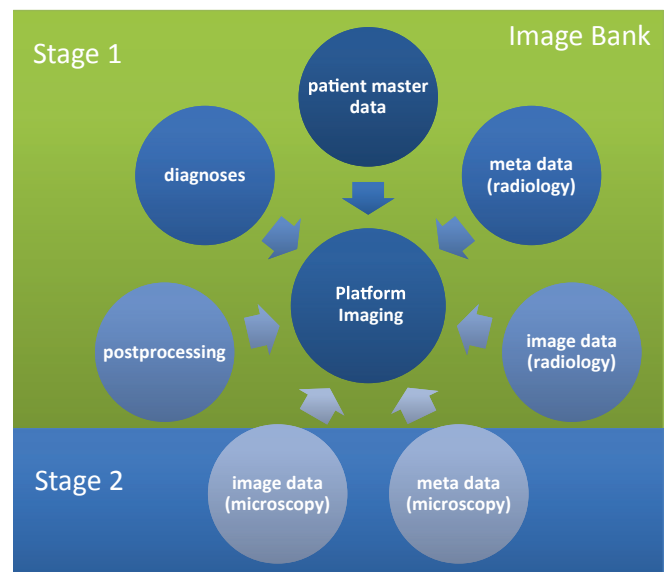 Stage 1
Image Bank
patient master
data
diagnoses
meta data
(radiology)
Platform
Imaging
postprocessing
image data
(radiology)
Stage 2
image data
(microscopy)
meta data
(microscopy)